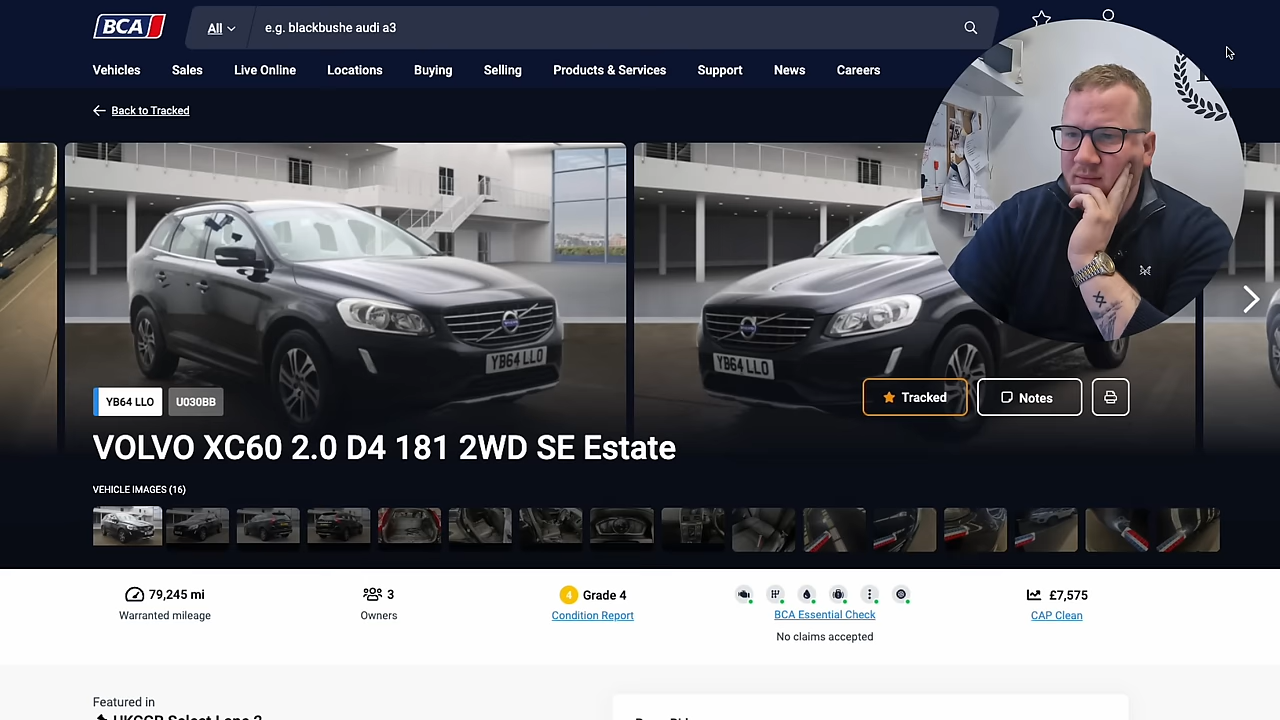 BCA
All
e.g. blackbushe audi a3
Vehicles
Sales
Live Online
Locations
Buying
Selling
Products & Services
Support
News
Careers
Back to Tracked
YB64 LLO
YB64 LLO
YB64 LLO
U030BB
Tracked
Notes
VOLVO XC60 2.0 D4 181 2WD SE Estate
VEHICLE IMAGES (16)
79,245 mi
Warranted mileage
3
Owners
4
Grade 4
Condition Report
BCA Essential Check
No claims accepted
£7,575
CAP Clean
Featured in